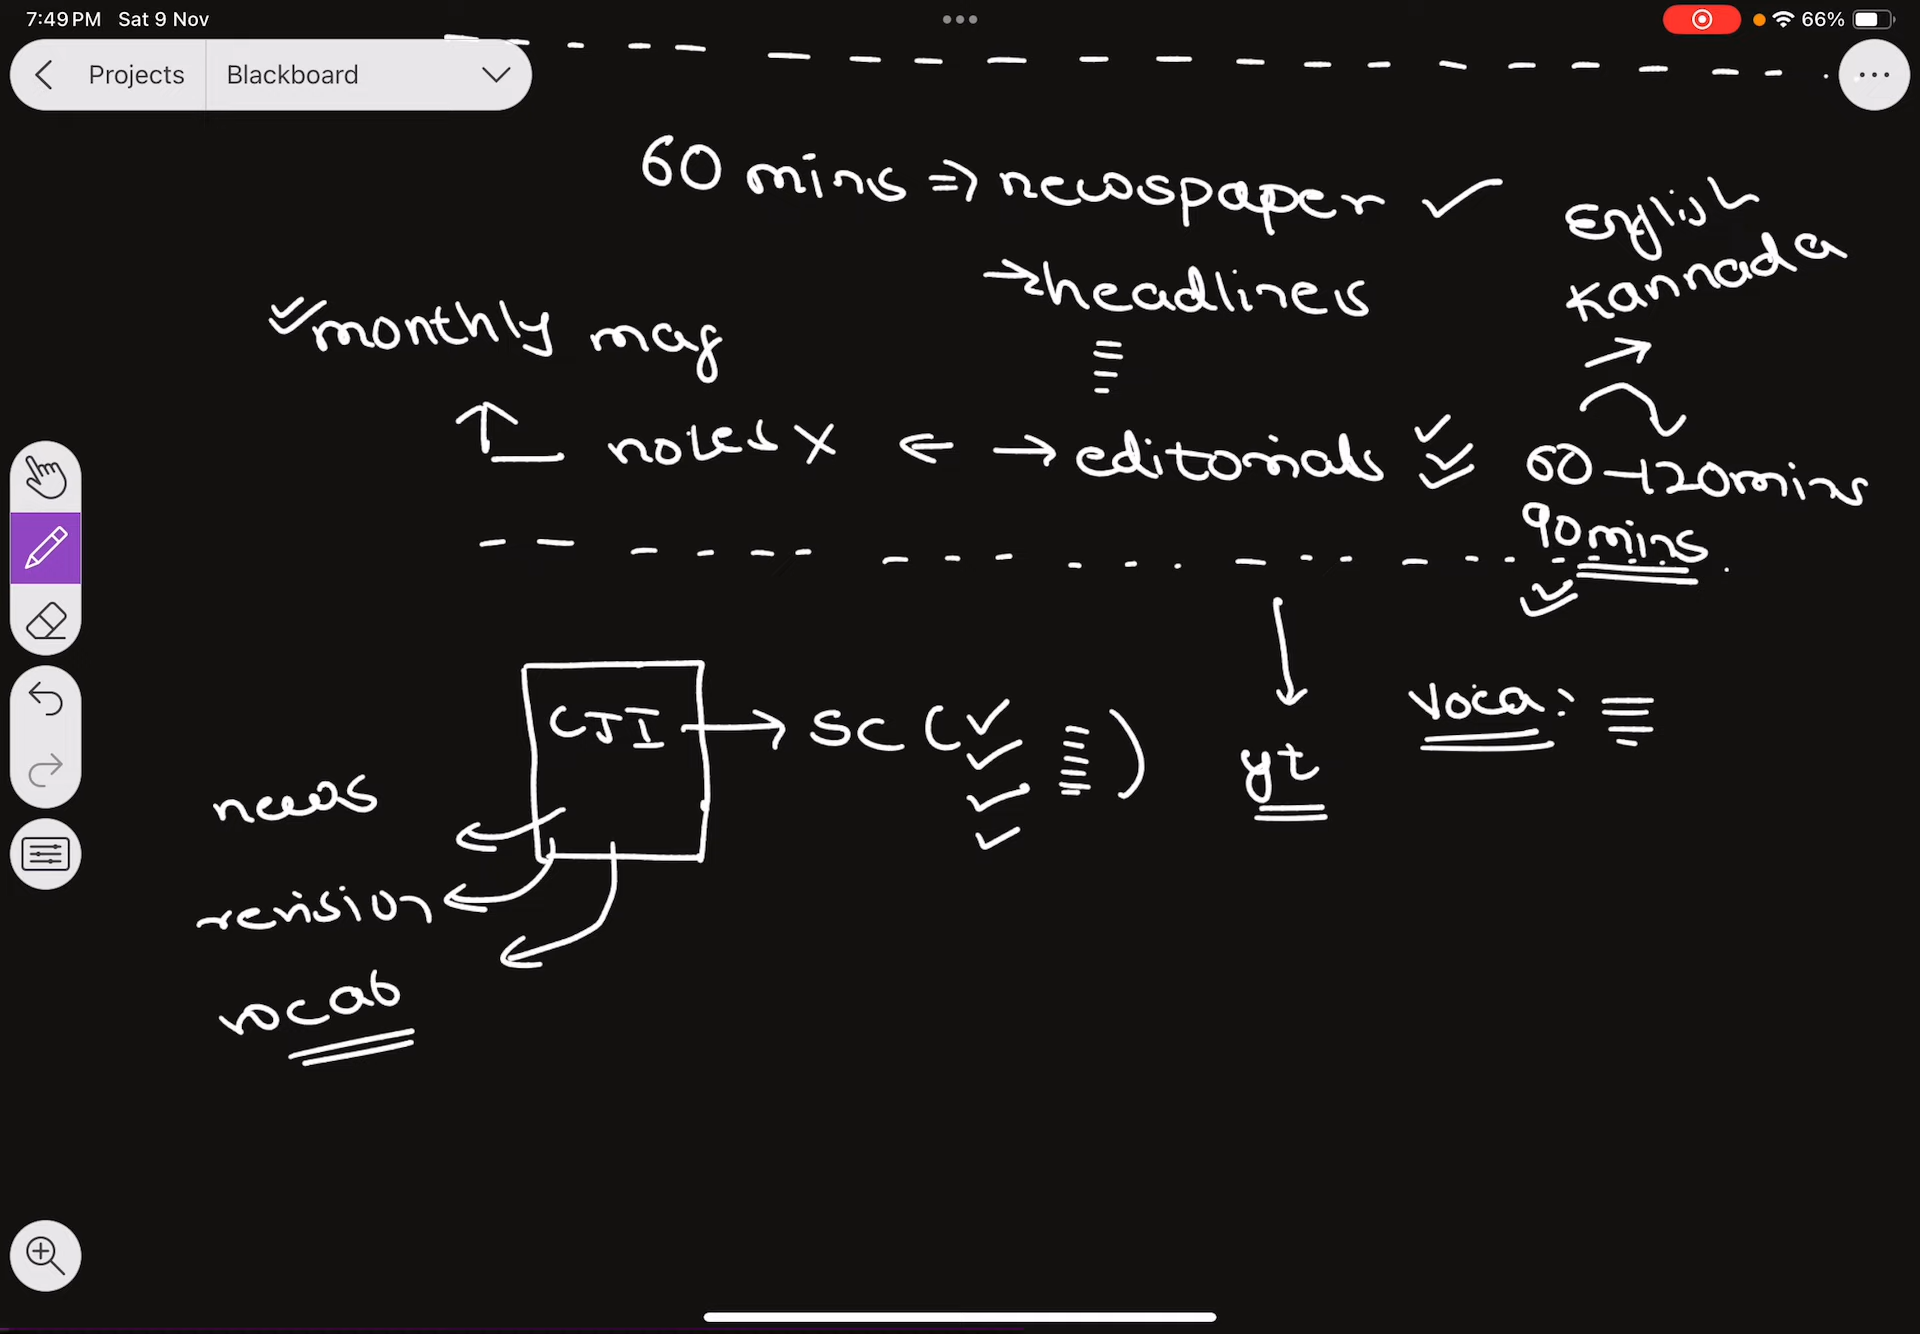 7:49 PM Sat 9 Nov
66%
Projects
Blackboard
60 mins => newspaper ✓
English
Kannada
→ headlines
monthly mag
notes X ← → editorials
60-120mins
90mins
CJI → SC (
)
yt
voca:
news
revision
vocab